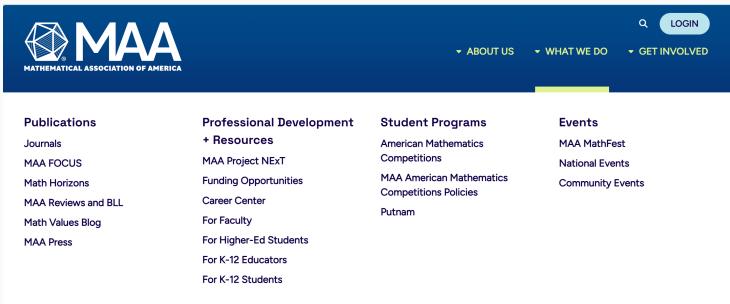 LOGIN
MAA
MATHEMATICAL ASSOCIATION OF AMERICA
ABOUT US
WHAT WE DO
GET INVOLVED
Publications
Journals
MAA FOCUS
Math Horizons
MAA Reviews and BLL
Math Values Blog
MAA Press
Professional Development
+ Resources
MAA Project NExT
Funding Opportunities
Career Center
For Faculty
For Higher-Ed Students
For K-12 Educators
For K-12 Students
Student Programs
American Mathematics
Competitions
MAA American Mathematics
Competitions Policies
Putnam
Events
MAA MathFest
National Events
Community Events